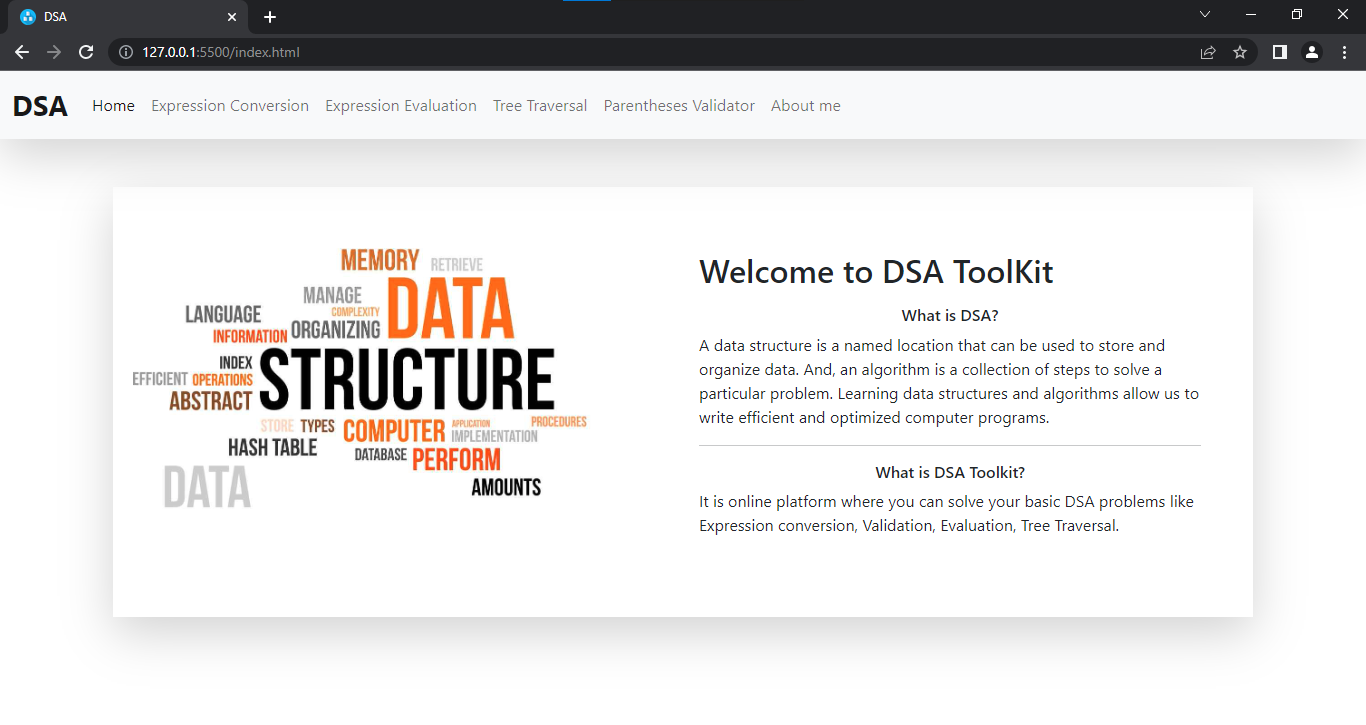 DSA
127.0.0.1:5500/index.html
DSA Home Expression Conversion Expression Evaluation Tree Traversal Parentheses Validator About me
MEMORY RETRIEVE
MANAGE DATA
LANGUAGE COMPLEXITY
INFORMATION ORGANIZING
INDEX STRUCTURE
EFFICIENT OPERATIONS
ABSTRACT
STORE TYPES COMPUTER APPLICATION PROCEDURES
HASH TABLE IMPLEMENTATION
DATABASE PERFORM
DATA AMOUNTS
Welcome to DSA ToolKit
What is DSA?
A data structure is a named location that can be used to store and
organize data. And, an algorithm is a collection of steps to solve a
particular problem. Learning data structures and algorithms allow us to
write efficient and optimized computer programs.
What is DSA Toolkit?
It is online platform where you can solve your basic DSA problems like
Expression conversion, Validation, Evaluation, Tree Traversal.